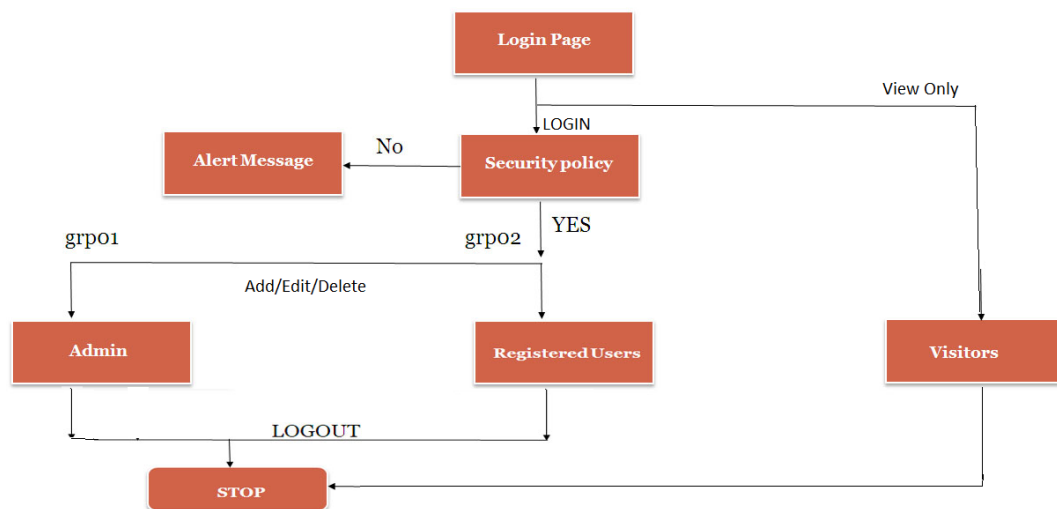 Login Page
View Only
LOGIN
No
Alert Message
Security policy
YES
grp01
grp02
Add/Edit/Delete
Admin
Registered Users
Visitors
LOGOUT
STOP